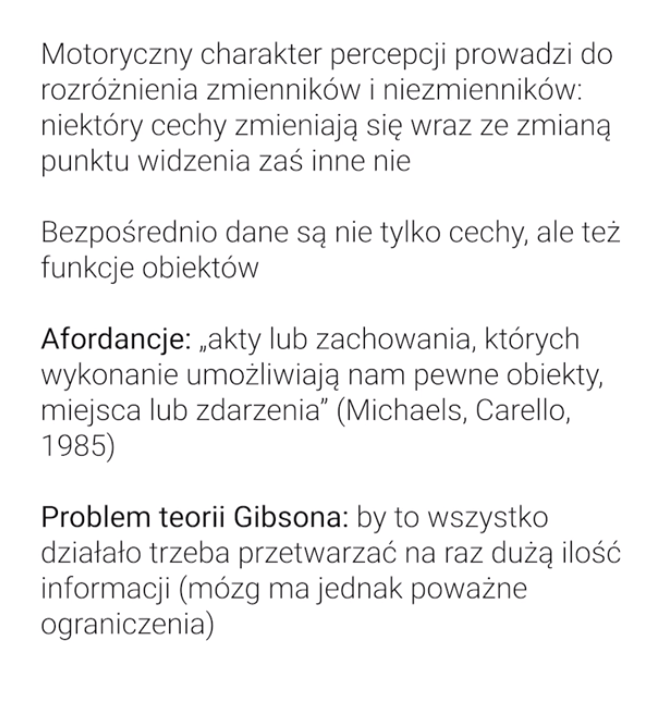 Motoryczny charakter percepcji prowadzi do
rozróżnienia zmienników i niezmienników:
niektóry cechy zmieniają się wraz ze zmianą
punktu widzenia zaś inne nie
Bezpośrednio dane są nie tylko cechy, ale też
funkcje obiektów
Afordancje: „akty lub zachowania, których
wykonanie umożliwiają nam pewne obiekty,
miejsca lub zdarzenia” (Michaels, Carello,
1985)
Problem teorii Gibsona: by to wszystko
działało trzeba przetwarzać na raz dużą ilość
informacji (mózg ma jednak poważne
ograniczenia)